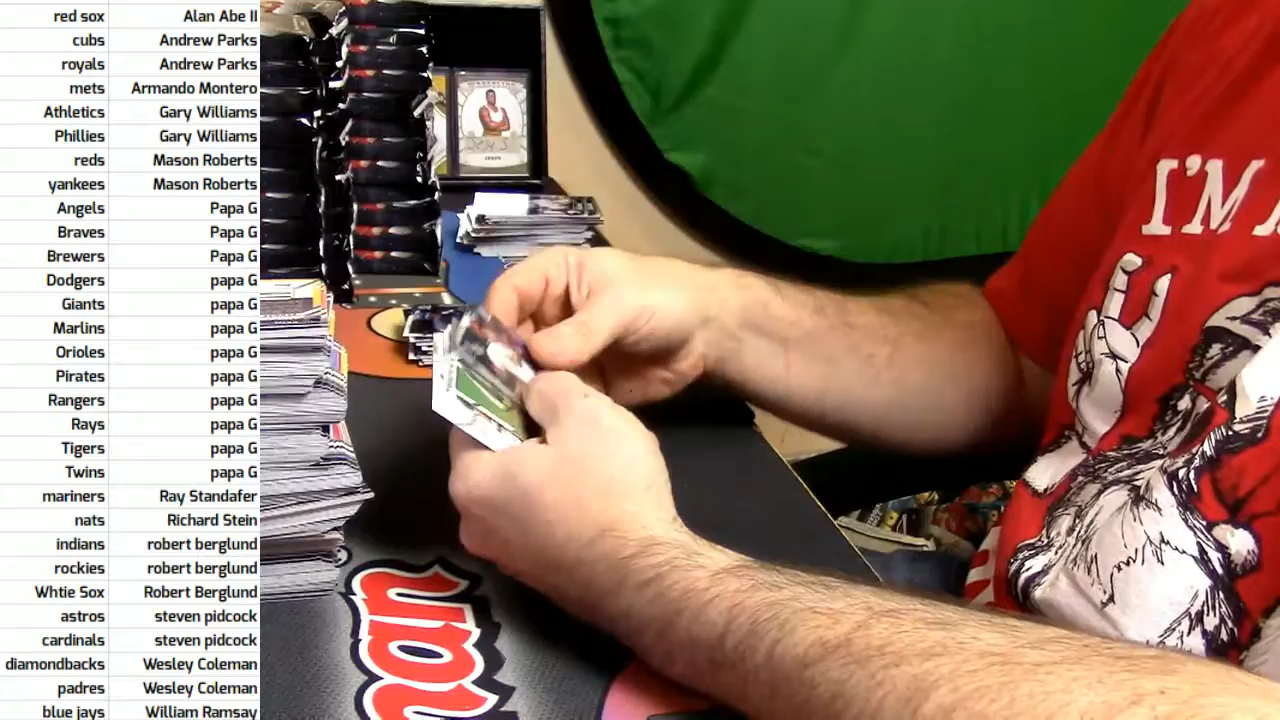 red sox Alan Abe II
cubs Andrew Parks
royals Andrew Parks
mets Armando Montero
Athletics Gary Williams
Phillies Gary Williams
reds Mason Roberts
yankees Mason Roberts
Angels Papa G
Braves Papa G
Brewers Papa G
Dodgers papa G
Giants papa G
Marlins papa G
Orioles papa G
Pirates papa G
Rangers papa G
Rays papa G
Tigers papa G
Twins papa G
mariners Ray Standafer
nats Richard Stein
indians robert berglund
rockies robert berglund
Whtie Sox Robert Berglund
astros steven pidcock
cardinals steven pidcock
diamondbacks Wesley Coleman
padres Wesley Coleman
blue jays William Ramsay
I'M